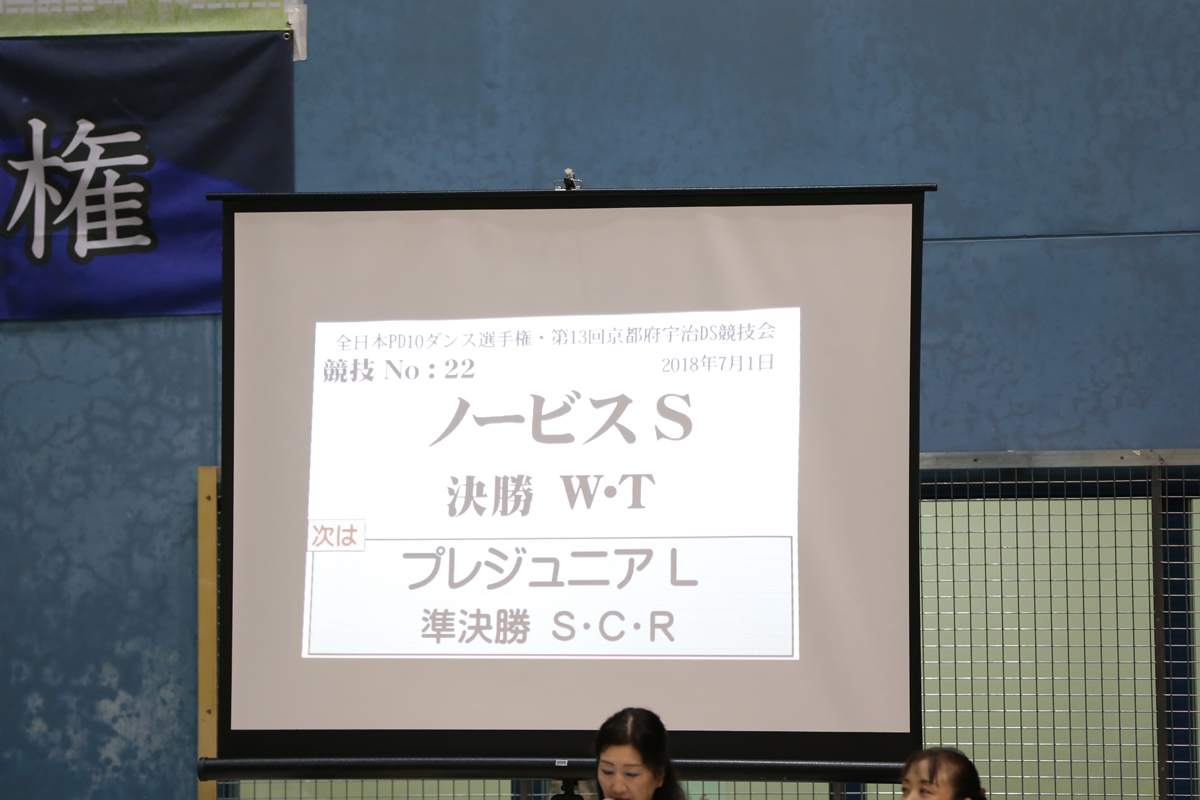 権
全日本PD10ダンス選手権・第13回京都府宇治DS競技会
競技 No : 22
2018年7月1日
ノービス S
決勝 W・T
次は
プレジュニア L
準決勝 S・C・R